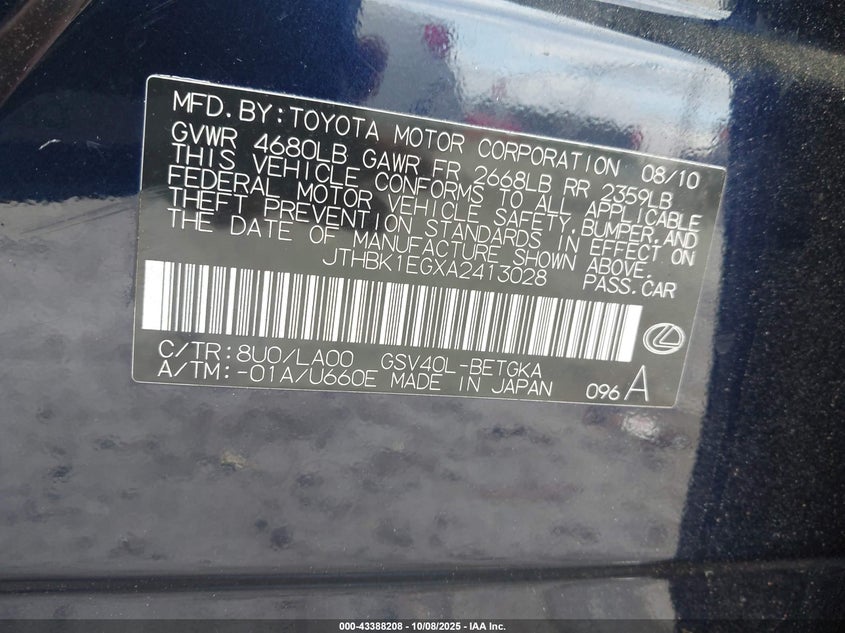 MFD.BY:TOYOTA MOTOR CORPORATION 08/10
GVWR 4680LB GAWR FR 2668LB RR 2359LB
THIS VEHICLE CONFORMS TO ALL APPLICABLE
FEDERAL MOTOR VEHICLE SAFETY,BUMPER,AND
THEFT PREVENTION STANDARDS IN EFFECT ON
THE DATE OF MANUFACTURE SHOWN ABOVE.
JTHBK1EGXA2413028 PASS.CAR
C/TR:8U0/LA00 GSV40L-BETGKA
A/TM:-01A/U660E MADE IN JAPAN 096 A
000-43388208 - 10/08/2025 - IAA Inc.